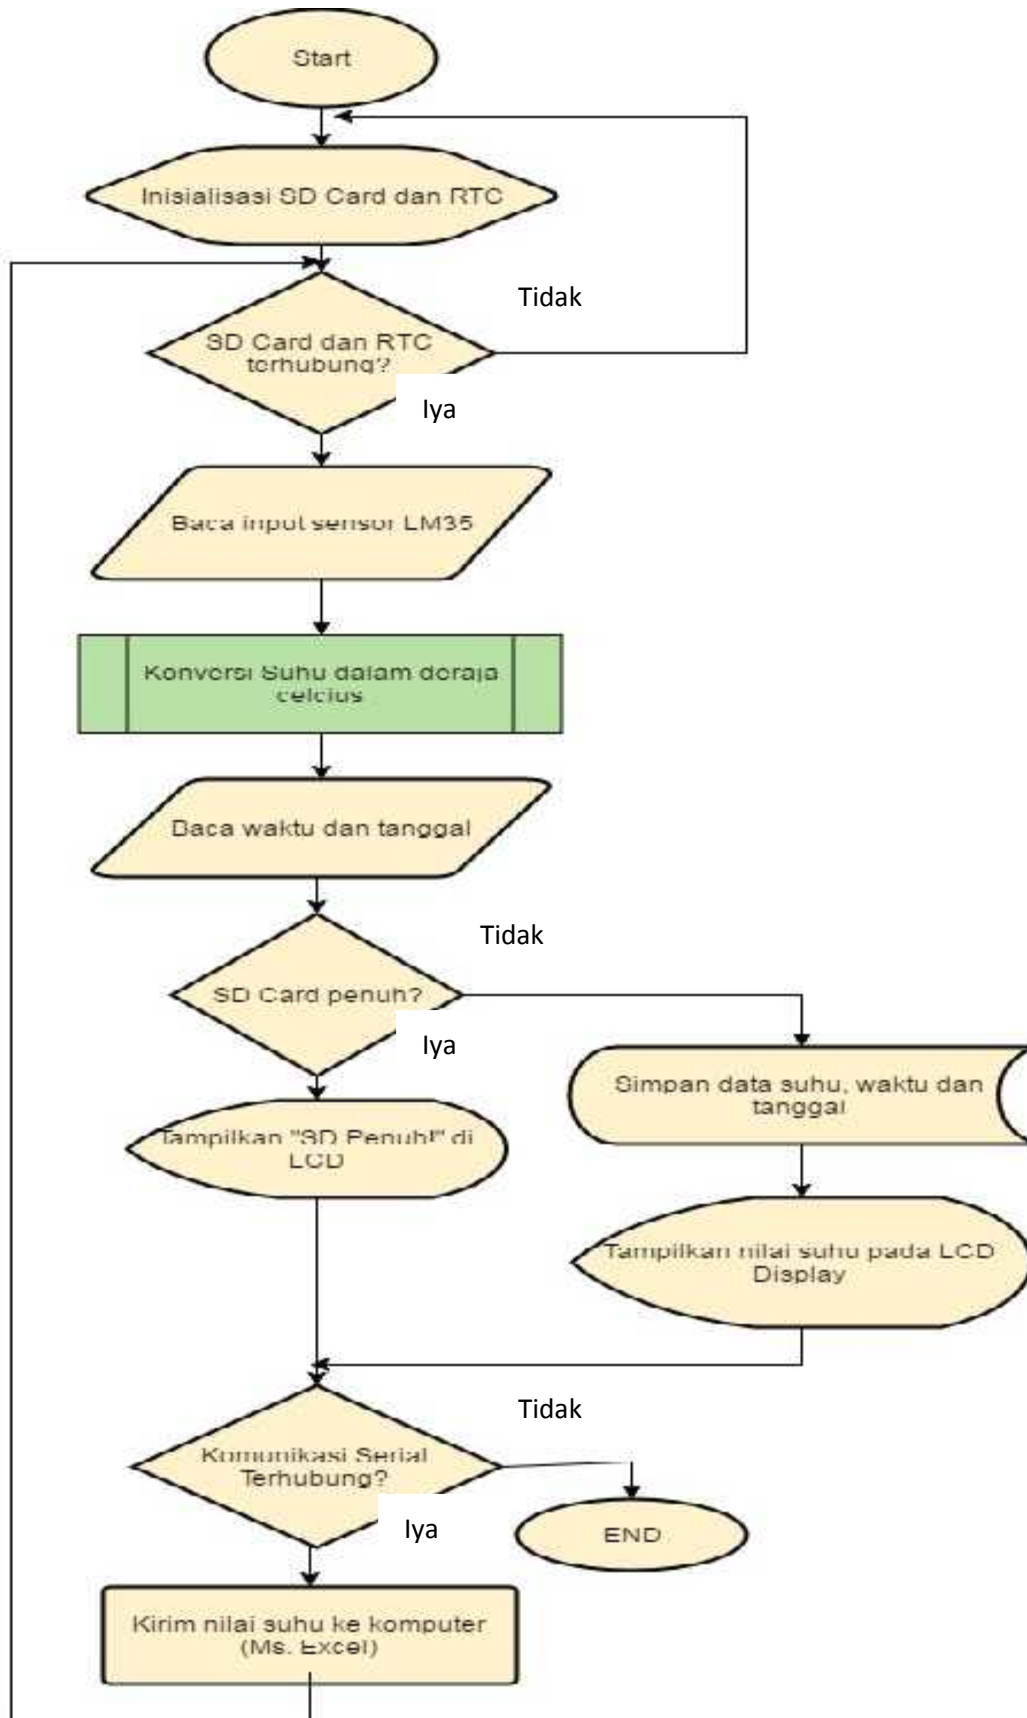 Start
Inisialisasi SD Card dan RTC
Tidak
SD Card dan RTC
terhubung?
Iya
Baca input sensor LM35
Konversi Suhu dalam deraja
celcius
Baca waktu dan tanggal
Tidak
SD Card penuh?
Iya
Simpan data suhu, waktu dan
tanggal
Tampilkan "SD Penuh!" di
LCD
Tampilkan nilai suhu pada LCD
Display
Tidak
Komunikasi Serial
Terhubung?
Iya
END
Kirim nilai suhu ke komputer
(Ms. Excel)